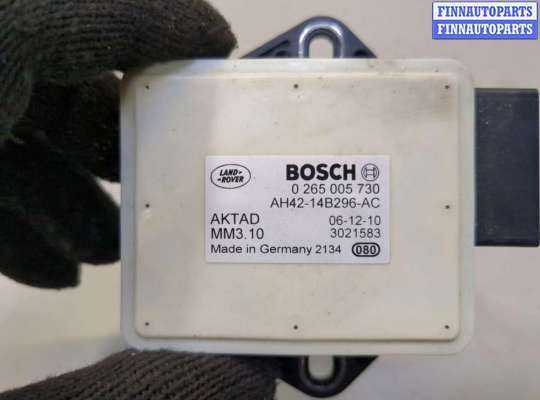 FINNAUTOPARTS
FINNAUTOPARTS
LAND-
-ROVER
BOSCH
0 265 005 730
AH42-14B296-AC
AKTAD 06-12-10
MM3.10 3021583
Made in Germany 2134 080